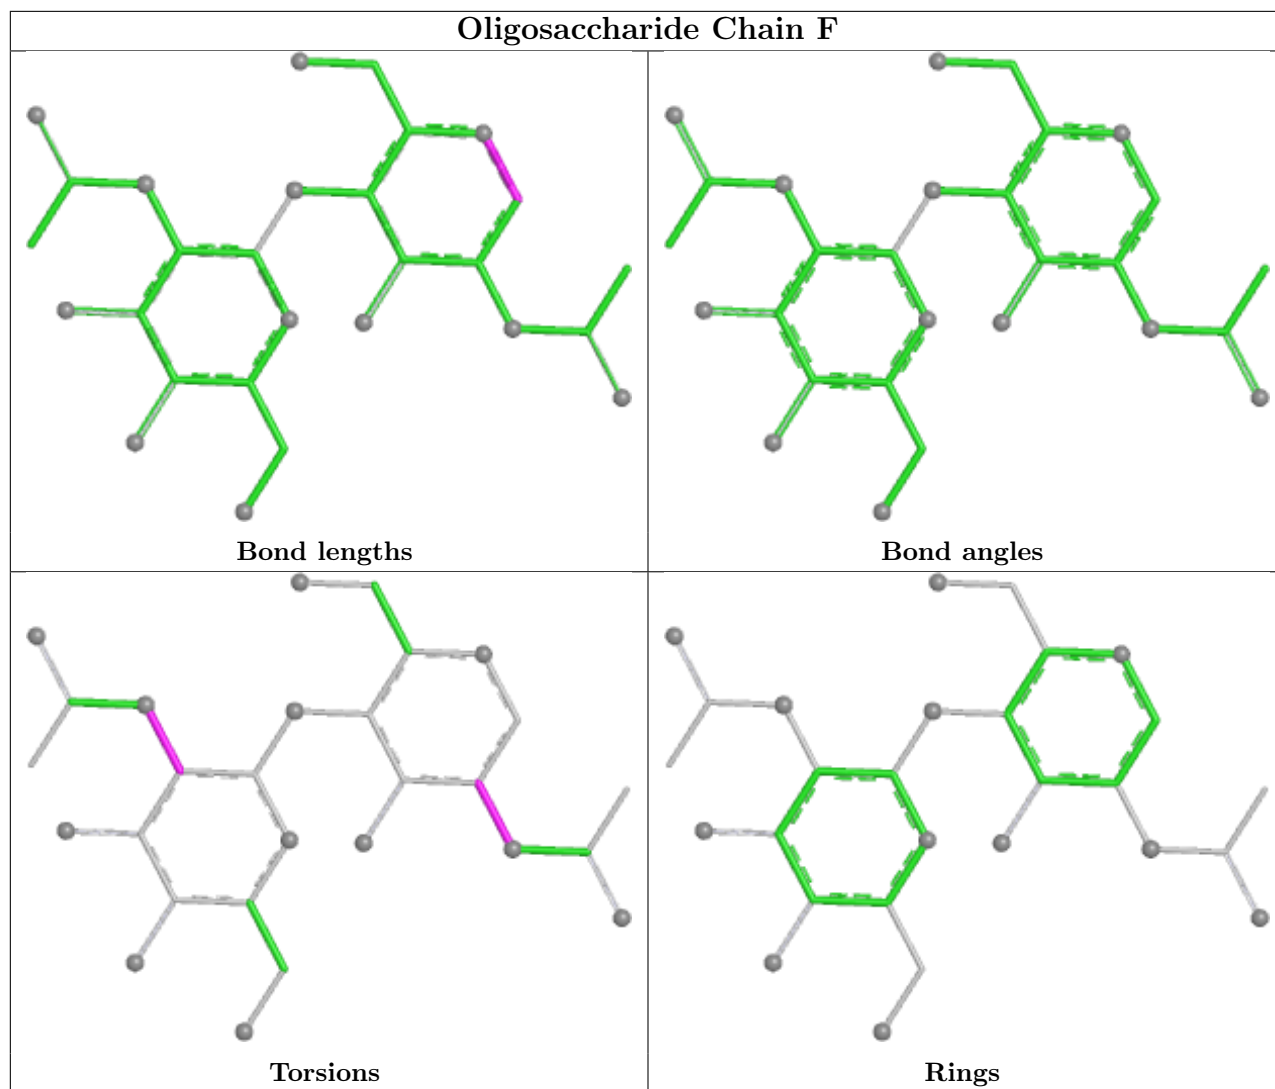 Oligosaccharide Chain F
Bond lengths
Bond angles
Torsions
Rings